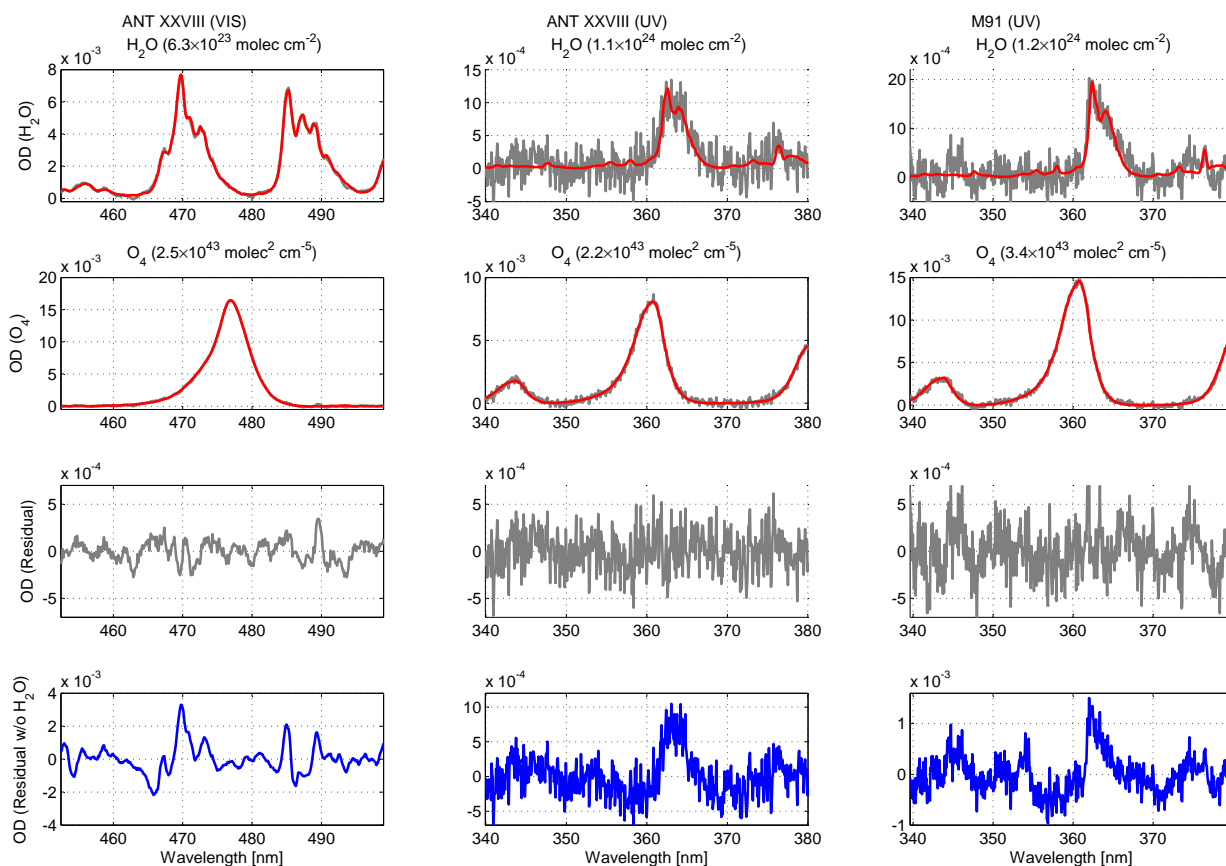 ANT XXVIII (VIS)
H2O (6.3×10^23 molec cm^-2)
x 10^-3
OD (H2O)
8
6
4
2
0
460 470 480 490
ANT XXVIII (UV)
H2O (1.1×10^24 molec cm^-2)
x 10^-4
15
10
5
0
-5
340 350 360 370 380
M91 (UV)
H2O (1.2×10^24 molec cm^-2)
x 10^-4
20
10
0
340 350 360 370
O4 (2.5×10^43 molec^2 cm^-5)
x 10^-3
OD (O4)
20
15
10
5
0
460 470 480 490
O4 (2.2×10^43 molec^2 cm^-5)
x 10^-3
10
5
0
340 350 360 370 380
O4 (3.4×10^43 molec^2 cm^-5)
x 10^-3
15
10
5
0
340 350 360 370
x 10^-4
OD (Residual)
5
0
-5
460 470 480 490
x 10^-4
5
0
-5
340 350 360 370 380
x 10^-4
5
0
-5
340 350 360 370
x 10^-3
OD (Residual w/o H2O)
4
2
0
-2
-4
460 470 480 490
Wavelength [nm]
x 10^-4
10
5
0
-5
340 350 360 370 380
Wavelength [nm]
x 10^-3
1
0
-1
340 350 360 370
Wavelength [nm]